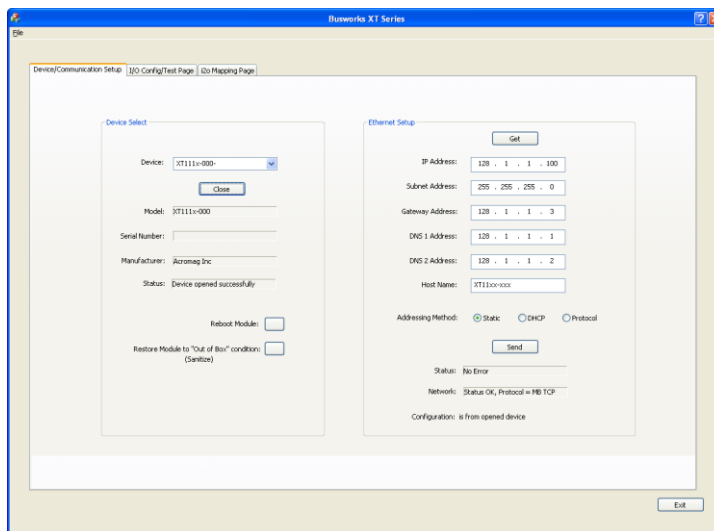 Busworks XT Series
File
Device/Communication Setup I/O Config/Test Page i2o Mapping Page
Device Select
Device: XT111x-000-
Close
Model: XT111x-000
Serial Number:
Manufacturer: Acromag Inc
Status: Device opened successfully
Reboot Module:
Restore Module to "Out of Box" condition:
(Sanitize)
Ethernet Setup
Get
IP Address: 128 . 1 . 1 . 100
Subnet Address: 255 . 255 . 255 . 0
Gateway Address: 128 . 1 . 1 . 3
DNS 1 Address: 128 . 1 . 1 . 1
DNS 2 Address: 128 . 1 . 1 . 2
Host Name: XT11xx-xxx
Addressing Method: Static DHCP Protocol
Send
Status: No Error
Network: Status OK, Protocol = MB TCP
Configuration: is from opened device
Exit